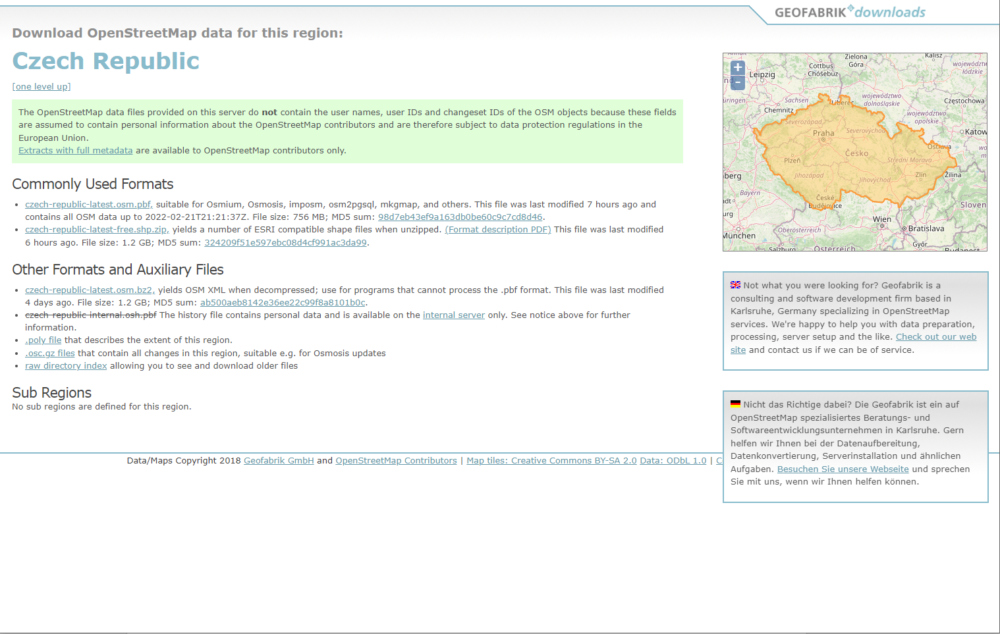 GEOFABRIK downloads
Download OpenStreetMap data for this region:
Czech Republic
[one level up]
The OpenStreetMap data files provided on this server do not contain the user names, user IDs and changeset IDs of the OSM objects because these fields
are assumed to contain personal information about the OpenStreetMap contributors and are therefore subject to data protection regulations in the
European Union.
Extracts with full metadata are available to OpenStreetMap contributors only.
Commonly Used Formats
• czech-republic-latest.osm.pbf, suitable for Osmium, Osmosis, imposm, osm2pgsql, mkgmap, and others. This file was last modified 7 hours ago and
contains all OSM data up to 2022-02-21T21:21:37Z. File size: 756 MB; MD5 sum: 98d7eb43ef9a163db0be60c9c7cd8d46.
• czech-republic-latest-free.shp.zip, yields a number of ESRI compatible shape files when unzipped. (Format description PDF) This file was last modified
6 hours ago. File size: 1.2 GB; MD5 sum: 324209f51e597ebc08d4cf991ac3da99.
Other Formats and Auxiliary Files
• czech-republic-latest.osm.bz2, yields OSM XML when decompressed; use for programs that cannot process the .pbf format. This file was last modified
4 days ago. File size: 1.2 GB; MD5 sum: ab500aeb8142e36ee22c99f8a8101b0c.
• czech-republic-internal.osh.pbf The history file contains personal data and is available on the internal server only. See notice above for further
information.
• .poly file that describes the extent of this region.
• .osc.gz files that contain all changes in this region, suitable e.g. for Osmosis updates
• raw directory index allowing you to see and download older files
Sub Regions
No sub regions are defined for this region.
+
-
Zielona
Góra
Kalisz
województw
łódzkie
Cottbus
- Chóśebuz
Leipzig
Sachsen
Liberec
województwo
dolnośląskie
Częstochowa
Chemnitz
Severozápad
Praha
Severovýchod
województwo
opolskie
Katow
Ostrava
Plzeň
Česko
Střední Morava
Jihozápad
Jihovýchod
Zlín
Žilina
Bayern
České
Budějovice
Wien
Sloven
Bratislava
Oberösterreich
München
Győr
Salzburg
Österreich
Budapest
Not what you were looking for? Geofabrik is a
consulting and software development firm based in
Karlsruhe, Germany specializing in OpenStreetMap
services. We're happy to help you with data preparation,
processing, server setup and the like. Check out our web
site and contact us if we can be of service.
Nicht das Richtige dabei? Die Geofabrik ist ein auf
OpenStreetMap spezialisiertes Beratungs- und
Softwareentwicklungsunternehmen in Karlsruhe. Gern
helfen wir Ihnen bei der Datenaufbereitung,
Datenkonvertierung, Serverinstallation und ähnlichen
Aufgaben. Besuchen Sie unsere Webseite und sprechen
Sie mit uns, wenn wir Ihnen helfen können.
Data/Maps Copyright 2018 Geofabrik GmbH and OpenStreetMap Contributors | Map tiles: Creative Commons BY-SA 2.0 Data: ODbL 1.0 |